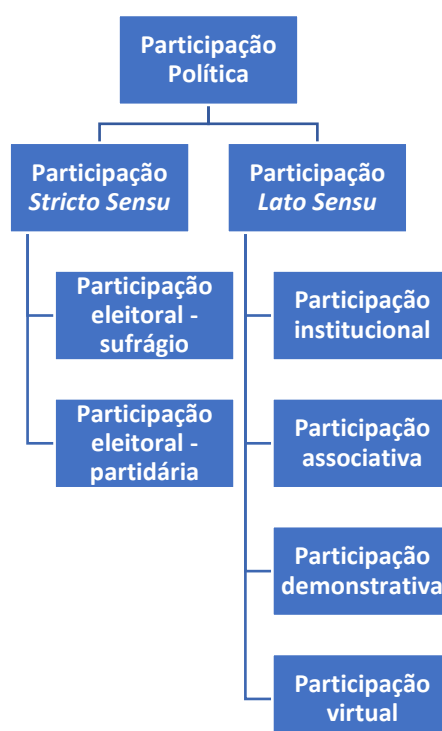 Participação
Política
Participação
Stricto Sensu
Participação
eleitoral -
sufrágio
Participação
eleitoral -
partidária
Participação
Lato Sensu
Participação
institucional
Participação
associativa
Participação
demonstrativa
Participação
virtual